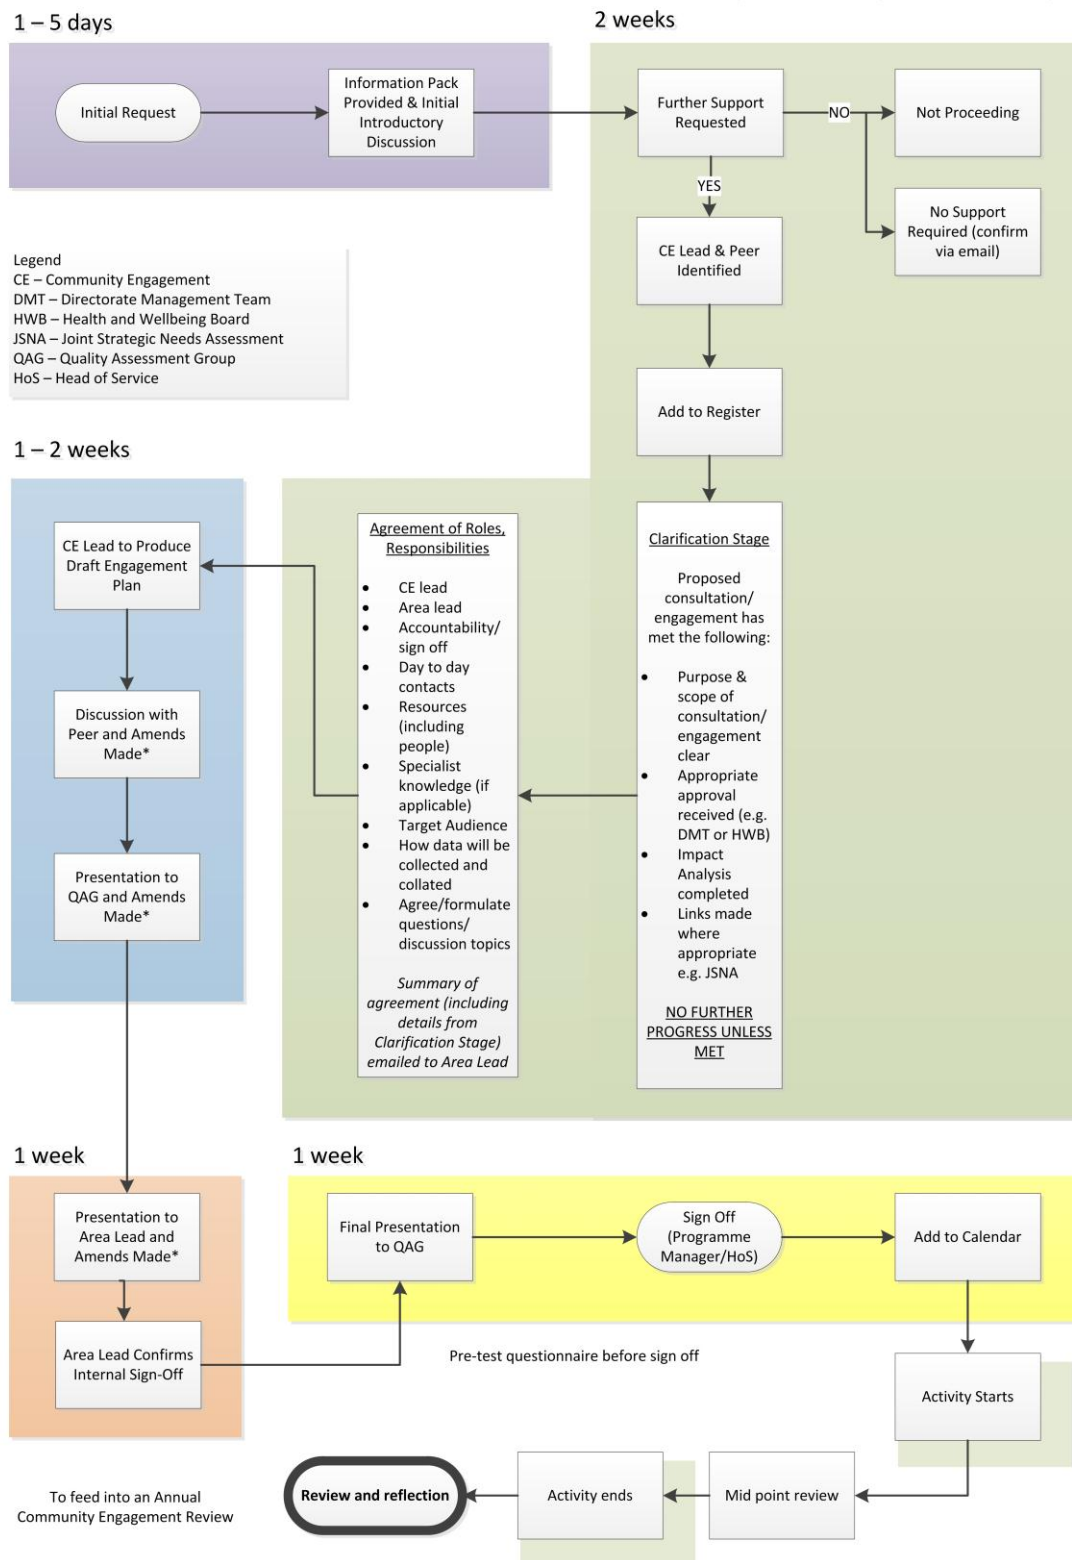 1 – 5 days
2 weeks
Initial Request
Information Pack
Provided & Initial
Introductory
Discussion
Further Support
Requested
NO
Not Proceeding
YES
No Support
Required (confirm
via email)
CE Lead & Peer
Identified
Legend
CE – Community Engagement
DMT – Directorate Management Team
HWB – Health and Wellbeing Board
JSNA – Joint Strategic Needs Assessment
QAG – Quality Assessment Group
HoS – Head of Service
Add to Register
1 – 2 weeks
CE Lead to Produce
Draft Engagement
Plan
Discussion with
Peer and Amends
Made*
Presentation to
QAG and Amends
Made*
Agreement of Roles,
Responsibilities
• CE lead
• Area lead
• Accountability/
sign off
• Day to day
contacts
• Resources
(including
people)
• Specialist
knowledge (if
applicable)
• Target Audience
• How data will be
collected and
collated
• Agree/formulate
questions/
discussion topics
Summary of
agreement (including
details from
Clarification Stage)
emailed to Area Lead
Clarification Stage
Proposed
consultation/
engagement has
met the following:
• Purpose &
scope of
consultation/
engagement
clear
• Appropriate
approval
received (e.g.
DMT or HWB)
• Impact
Analysis
completed
• Links made
where
appropriate
e.g. JSNA
NO FURTHER
PROGRESS UNLESS
MET
1 week
Presentation to
Area Lead and
Amends Made*
Area Lead Confirms
Internal Sign-Off
1 week
Final Presentation
to QAG
Sign Off
(Programme
Manager/HoS)
Add to Calendar
Pre-test questionnaire before sign off
Activity Starts
To feed into an Annual
Community Engagement Review
Review and reflection
Activity ends
Mid point review